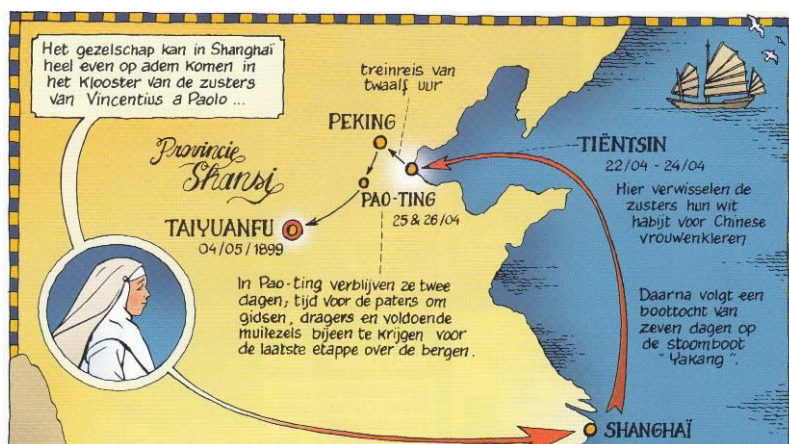 Het gezelschap kan in Shanghaï
heel even op adem komen in
het klooster van de zusters
van Vincentius a Paolo ...
treinreis van
twaalf uur
PEKING
Provincie
Shansi
TIËNTSIN
22/04 - 24/04
Hier verwisselen de
zusters hun wit
habijt voor Chinese
vrouwenkleren
PAO-TING
25 & 26/04
TAIYUANFU
04/05/1899
In Pao-ting verblijven ze twee
dagen; tijd voor de paters om
gidsen, dragers en voldoende
muilezels bijeen te krijgen voor
de laatste etappe over de bergen.
Daarna volgt een
boottocht van
zeven dagen op
de stoomboot
"Yakang".
SHANGHAÏ